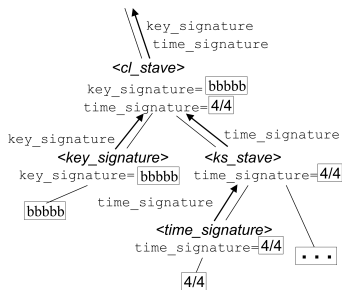 key_signature
time_signature
<cl_stave>
key_signature= bbbbb
time_signature= 4/4
key_signature
time_signature
<key_signature>
<ks_stave>
key_signature= bbbbb
time_signature= 4/4
bbbbb
time_signature
<time_signature>
time_signature= 4/4
4/4
...